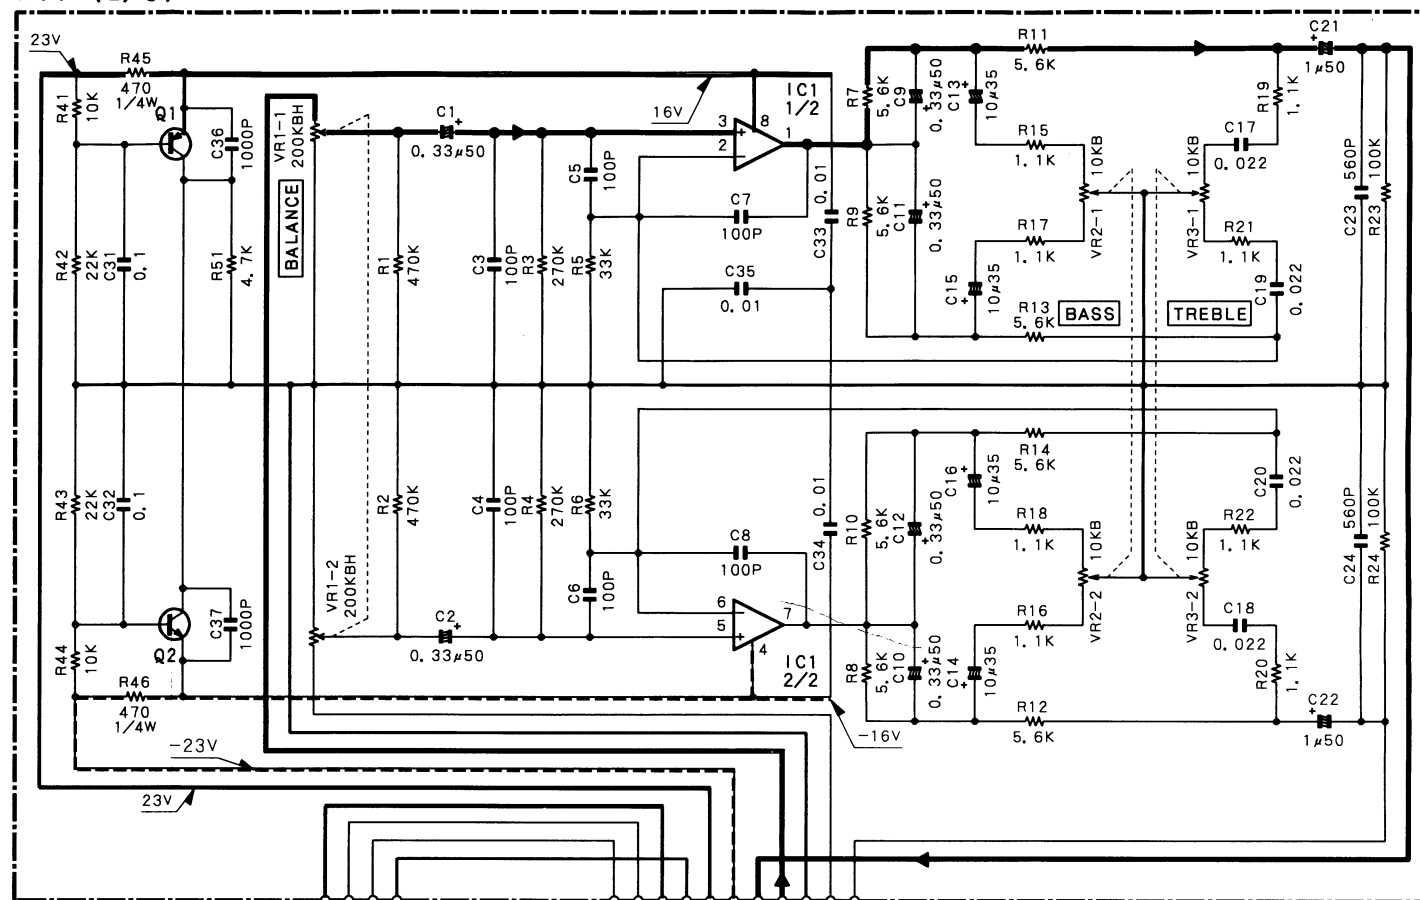 23V
R45
470
1/4W
R41
10K
Q1
C36
1000P
VR1-1
200KBH
BALANCE
C1
+
0.33μ50
16V
IC1
1/2
3
2
8
1
+
−
C5
100P
C7
100P
0.01
C33
C35
0.01
R42
22K
C31
0.1
R51
4.7K
R1
470K
C3
100P
R3
270K
R5
33K
R7
5.6K
C9
0.33μ50
+
C13
10μ35
+
R11
5.6K
C21
+
1μ50
R19
1.1K
R15
1.1K
10KB
10KB
C17
0.022
560P
100K
C23
R23
R9
5.6K
C11
0.33μ50
+
R17
1.1K
VR2-1
VR3-1
R21
1.1K
C15
10μ35
+
R13
5.6K
BASS
TREBLE
C19
0.022
R43
22K
C32
0.1
R2
470K
C4
100P
R4
270K
R6
33K
0.01
C34
C8
100P
C6
100P
R10
5.6K
C12
0.33μ50
+
R14
5.6K
C16
10μ35
+
R18
1.1K
10KB
10KB
R22
1.1K
C20
0.022
560P
100K
C24
R24
VR1-2
200KBH
C37
1000P
Q2
R44
10K
R46
470
1/4W
C2
+
0.33μ50
6
5
7
4
−
+
IC1
2/2
R8
5.6K
C10
0.33μ50
+
C14
10μ35
+
R16
1.1K
VR2-2
VR3-2
C18
0.022
R20
1.1K
R12
5.6K
C22
+
1μ50
-16V
-23V
23V